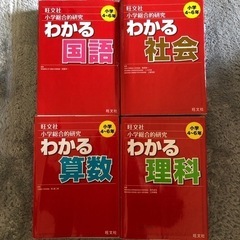 旺文社
小学総合的研究
わかる
国語
小学
4~6年
旺文社
旺文社
小学総合的研究
わかる
社会
小学
4~6年
旺文社
旺文社
小学総合的研究
わかる
算数
小学
4~6年
旺文社
旺文社
小学総合的研究
わかる
理科
小学
4~6年
旺文社